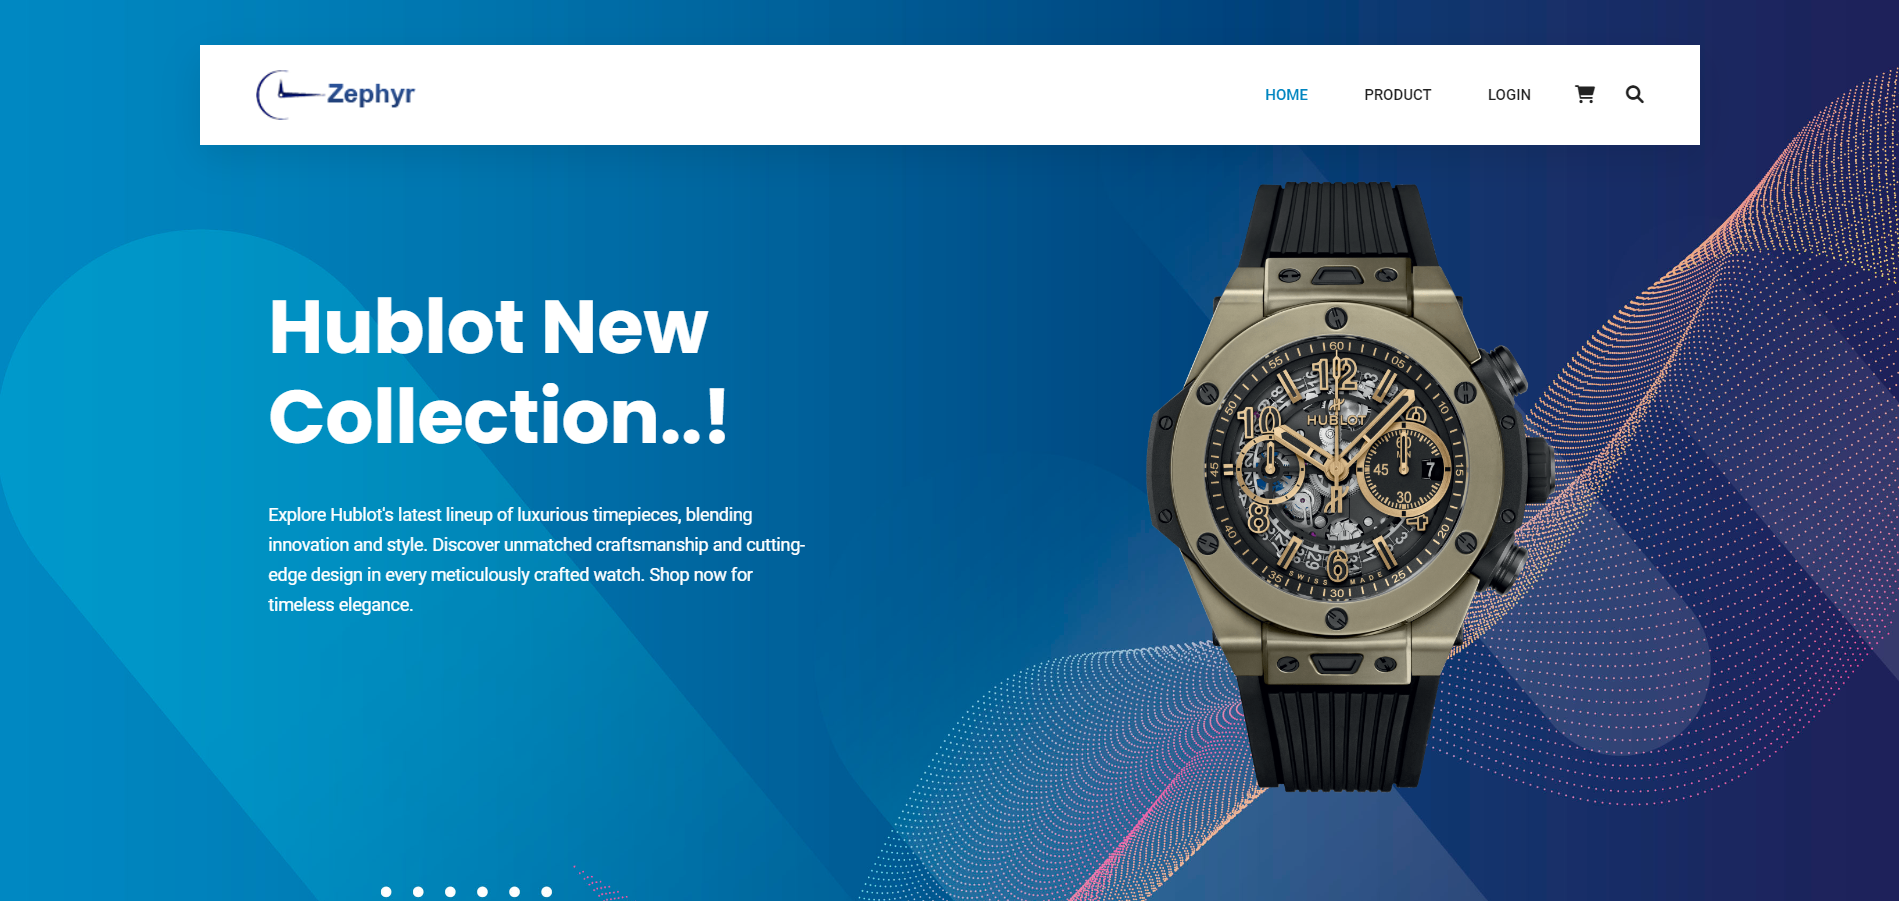 Zephyr
HOME
PRODUCT
LOGIN
Hublot New
Collection..!
Explore Hublot's latest lineup of luxurious timepieces, blending
innovation and style. Discover unmatched craftsmanship and cutting-
edge design in every meticulously crafted watch. Shop now for
timeless elegance.
60
05
10
15
20
25
30
35
40
45
50
55
12
10
HUBLOT
45
30
7
8
4
6
SWISS MADE